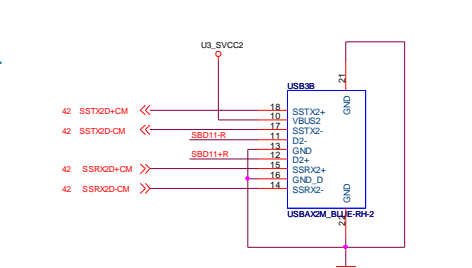 U3_SVCC2
USB3B
21
GND
42 SSTX2D+CM
18 SSTX2+
10 VBUS2
42 SSTX2D-CM
17 SSTX2-
SBD11-R
11 D2-
13 GND
SBD11+R
12 D2+
42 SSRX2D+CM
15 SSRX2+
16 GND_D
42 SSRX2D-CM
14 SSRX2-
GND
USBAX2M_BLUE-RH-2
22